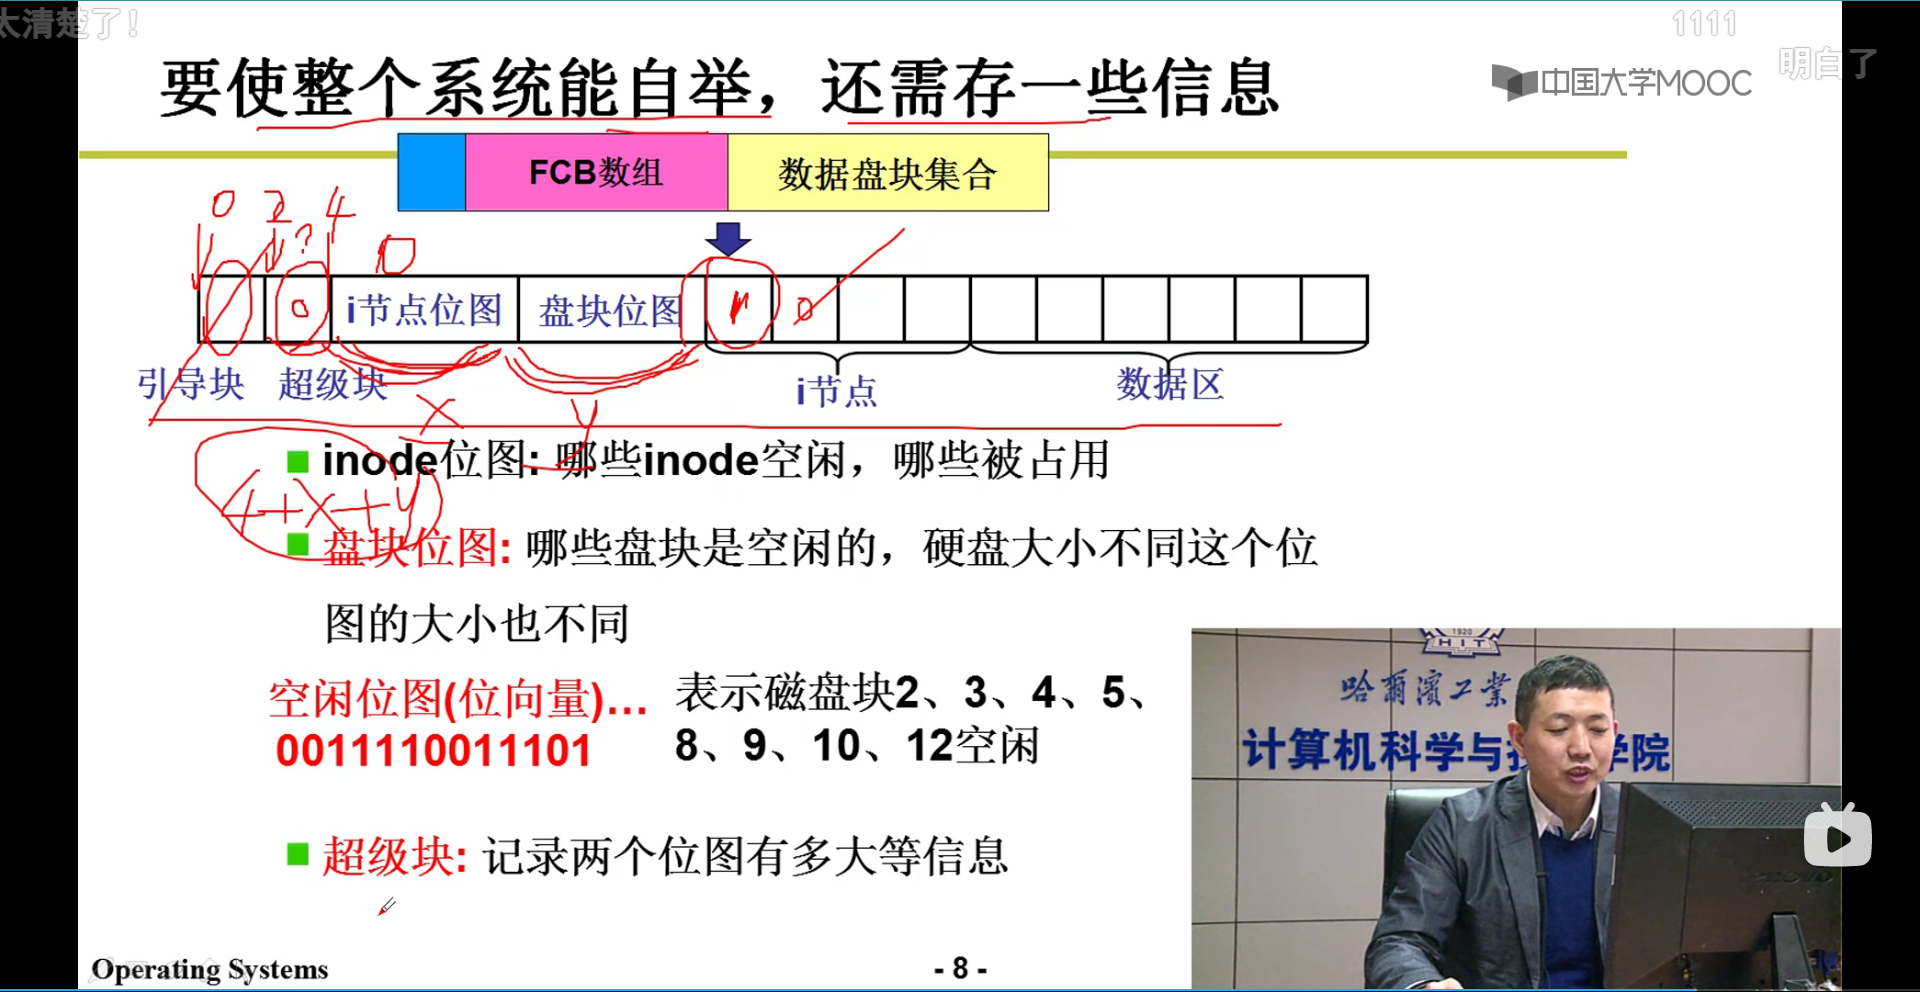 太清楚了！
1111
明白了
要使整个系统能自举，还需存一些信息
中国大学MOOC
FCB数组
数据盘块集合
0 2 4
?
i节点位图
盘块位图
引导块
超级块
i节点
数据区
x
y
4+x+y
inode位图: 哪些inode空闲，哪些被占用
盘块位图: 哪些盘块是空闲的，硬盘大小不同这个位
图的大小也不同
空闲位图(位向量)…
0011110011101
表示磁盘块2、3、4、5、
8、9、10、12空闲
超级块: 记录两个位图有多大等信息
1920
HIT
哈尔滨工业
计算机科学与技
学院
Operating Systems
- 8 -